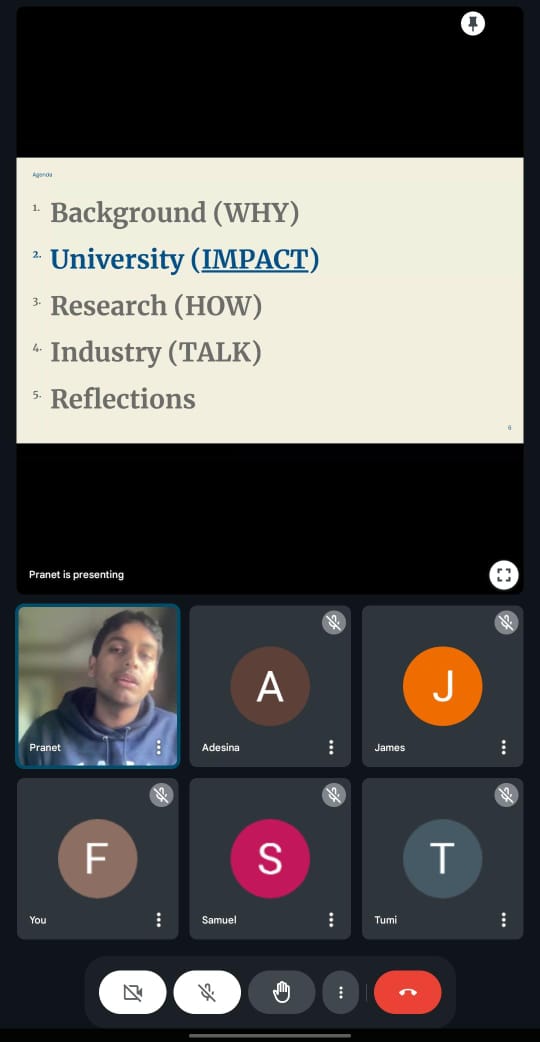 Agenda
1. Background (WHY)
2. University (IMPACT)
3. Research (HOW)
4. Industry (TALK)
5. Reflections
6
Pranet is presenting
Pranet
A
Adesina
J
James
F
You
S
Samuel
T
Tumi